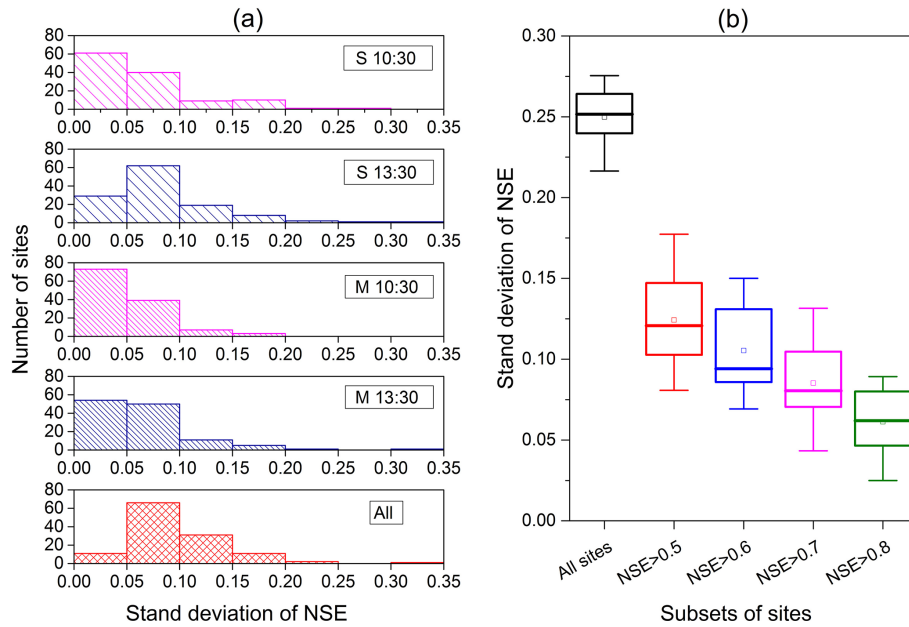 (a)
Number of sites
80
60
40
20
0
S 10:30
0.00 0.05 0.10 0.15 0.20 0.25 0.30 0.35
80
60
40
20
0
S 13:30
0.00 0.05 0.10 0.15 0.20 0.25 0.30 0.35
80
60
40
20
0
M 10:30
0.00 0.05 0.10 0.15 0.20 0.25 0.30 0.35
80
60
40
20
0
M 13:30
0.00 0.05 0.10 0.15 0.20 0.25 0.30 0.35
80
60
40
20
0
All
0.00 0.05 0.10 0.15 0.20 0.25 0.30 0.35
Stand deviation of NSE
(b)
Stand deviation of NSE
0.30
0.25
0.20
0.15
0.10
0.05
0.00
All sites NSE>0.5 NSE>0.6 NSE>0.7 NSE>0.8
Subsets of sites